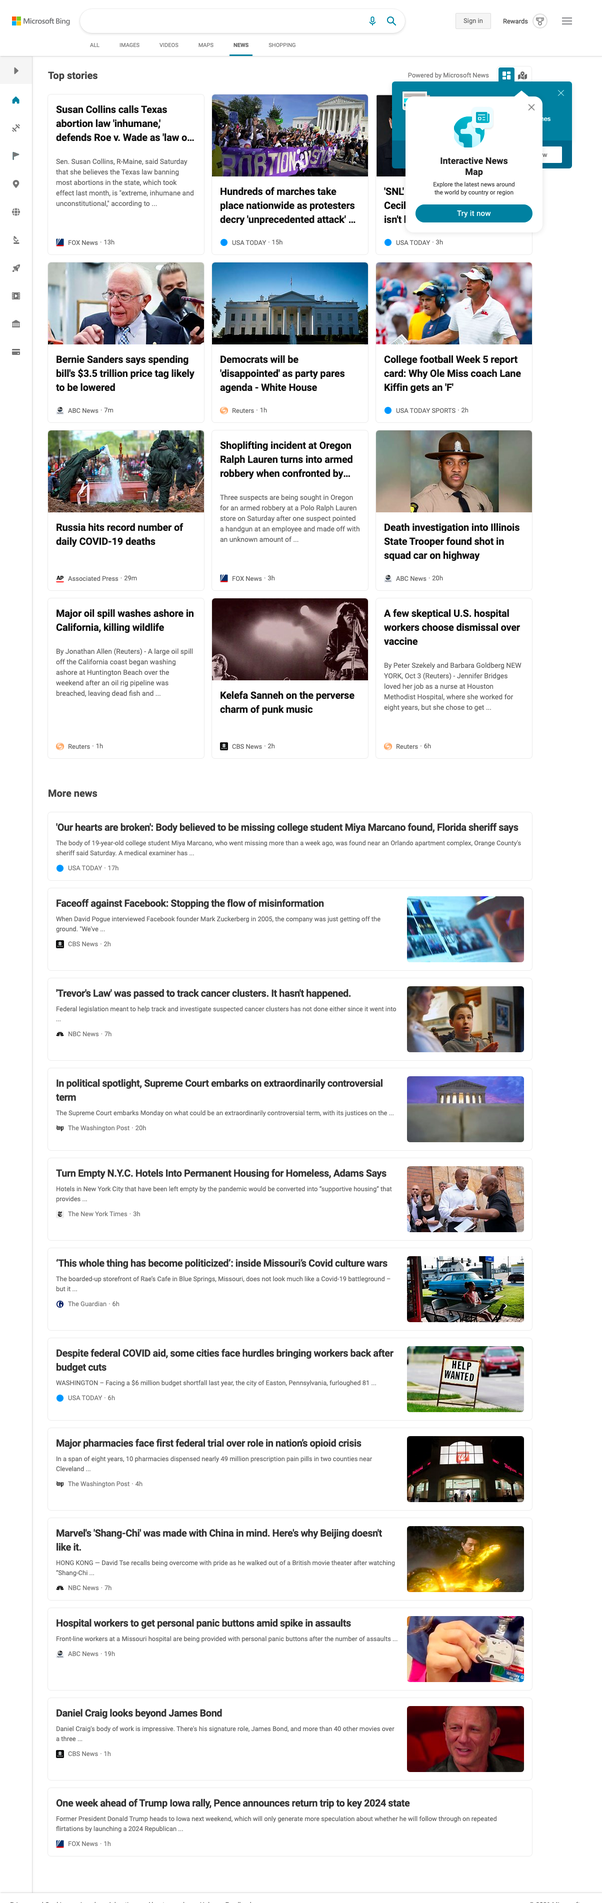 Microsoft Bing
Sign in
Rewards
ALL
IMAGES
VIDEOS
MAPS
NEWS
SHOPPING
Top stories
Powered by Microsoft News
Interactive News
Map
Explore the latest news around
the world by country or region
Try it now
Susan Collins calls Texas
abortion law 'inhumane,'
defends Roe v. Wade as 'law o...
Sen. Susan Collins, R-Maine, said Saturday
that she believes the Texas law banning
most abortions in the state, which took
effect last month, is "extreme, inhumane and
unconstitutional," according to ...
FOX News · 13h
Hundreds of marches take
place nationwide as protesters
decry 'unprecedented attack' ...
USA TODAY · 15h
'SNL'
Cecil
isn't
USA TODAY · 3h
Bernie Sanders says spending
bill's $3.5 trillion price tag likely
to be lowered
ABC News · 7m
Democrats will be
'disappointed' as party pares
agenda - White House
Reuters · 1h
College football Week 5 report
card: Why Ole Miss coach Lane
Kiffin gets an 'F'
USA TODAY SPORTS · 2h
Russia hits record number of
daily COVID-19 deaths
Associated Press · 29m
Shoplifting incident at Oregon
Ralph Lauren turns into armed
robbery when confronted by...
Three suspects are being sought in Oregon
for an armed robbery at a Polo Ralph Lauren
store on Saturday after one suspect pointed
a handgun at an employee and made off with
an unknown amount of ...
FOX News · 3h
Death investigation into Illinois
State Trooper found shot in
squad car on highway
ABC News · 20h
Major oil spill washes ashore in
California, killing wildlife
By Jonathan Allen (Reuters) - A large oil spill
off the California coast began washing
ashore at Huntington Beach over the
weekend after an oil rig pipeline was
breached, leaving dead fish and ...
Reuters · 1h
Kelefa Sanneh on the perverse
charm of punk music
CBS News · 2h
A few skeptical U.S. hospital
workers choose dismissal over
vaccine
By Peter Szekely and Barbara Goldberg NEW
YORK, Oct 3 (Reuters) - Jennifer Bridges
loved her job as a nurse at Houston
Methodist Hospital, where she worked for
eight years, but she chose to get ...
Reuters · 6h
More news
'Our hearts are broken': Body believed to be missing college student Miya Marcano found, Florida sheriff says
The body of 19-year-old college student Miya Marcano, who went missing more than a week ago, was found near an Orlando apartment complex, Orange County's
sheriff said Saturday. A medical examiner has ...
USA TODAY · 17h
Faceoff against Facebook: Stopping the flow of misinformation
When David Pogue interviewed Facebook founder Mark Zuckerberg in 2005, the company was just getting off the
ground. "We've ...
CBS News · 2h
'Trevor's Law' was passed to track cancer clusters. It hasn't happened.
Federal legislation meant to help track and investigate suspected cancer clusters has not done either since it went into
...
NBC News · 7h
In political spotlight, Supreme Court embarks on extraordinarily controversial
term
The Supreme Court embarks Monday on what could be an extraordinarily controversial term, with its justices on the ...
The Washington Post · 20h
Turn Empty N.Y.C. Hotels Into Permanent Housing for Homeless, Adams Says
Hotels in New York City that have been left empty by the pandemic would be converted into "supportive housing" that
provides ...
The New York Times · 3h
'This whole thing has become politicized': inside Missouri's Covid culture wars
The boarded-up storefront of Rae's Cafe in Blue Springs, Missouri, does not look much like a Covid-19 battleground –
but it ...
The Guardian · 6h
Despite federal COVID aid, some cities face hurdles bringing workers back after
budget cuts
WASHINGTON – Facing a $6 million budget shortfall last year, the city of Easton, Pennsylvania, furloughed 81 ...
USA TODAY · 6h
HELP
WANTED
Major pharmacies face first federal trial over role in nation's opioid crisis
In a span of eight years, 10 pharmacies dispensed nearly 49 million prescription pain pills in two counties near
Cleveland ...
The Washington Post · 4h
Marvel's 'Shang-Chi' was made with China in mind. Here's why Beijing doesn't
like it.
HONG KONG — David Tse recalls being overcome with pride as he walked out of a British movie theater after watching
"Shang-Chi ...
NBC News · 7h
Hospital workers to get personal panic buttons amid spike in assaults
Front-line workers at a Missouri hospital are being provided with personal panic buttons after the number of assaults ...
ABC News · 19h
Daniel Craig looks beyond James Bond
Daniel Craig's body of work is impressive. There's his signature role, James Bond, and more than 40 other movies over
a three ...
CBS News · 1h
One week ahead of Trump Iowa rally, Pence announces return trip to key 2024 state
Former President Donald Trump heads to Iowa next weekend, which will only generate more speculation about whether he will follow through on repeated
flirtations by launching a 2024 Republican ...
FOX News · 1h